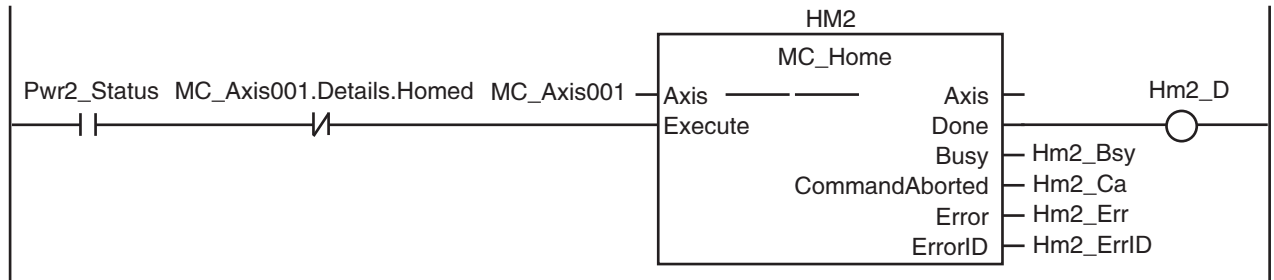 HM2
MC_Home
Pwr2_Status MC_Axis001.Details.Homed MC_Axis001 Axis Axis Hm2_D
Execute Done
Busy Hm2_Bsy
CommandAborted Hm2_Ca
Error Hm2_Err
ErrorID Hm2_ErrID